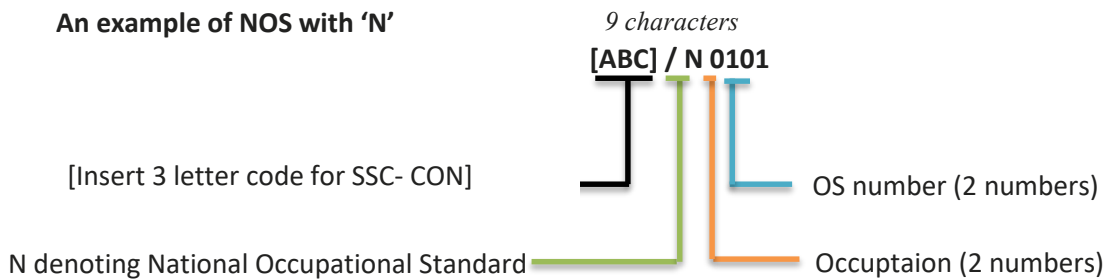 An example of NOS with ‘N’
9 characters
[ABC] / N 0101
[Insert 3 letter code for SSC- CON]
OS number (2 numbers)
N denoting National Occupational Standard
Occuptaion (2 numbers)